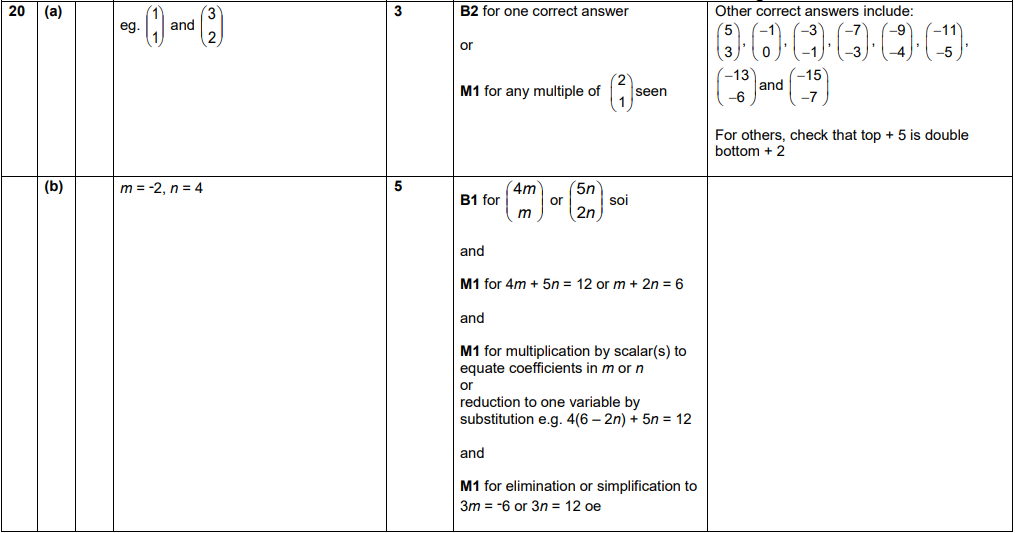 20 (a) eg. (1 1) and (3 2) 3 B2 for one correct answer
or
M1 for any multiple of (2 1) seen
Other correct answers include:
(5 3), (−1 0), (−3 −1), (−7 −3), (−9 −4), (−11 −5),
(−13 −6) and (−15 −7)
For others, check that top + 5 is double
bottom + 2
(b) m = -2, n = 4 5 B1 for (4m m) or (5n 2n) soi
and
M1 for 4m + 5n = 12 or m + 2n = 6
and
M1 for multiplication by scalar(s) to
equate coefficients in m or n
or
reduction to one variable by
substitution e.g. 4(6 – 2n) + 5n = 12
and
M1 for elimination or simplification to
3m = -6 or 3n = 12 oe